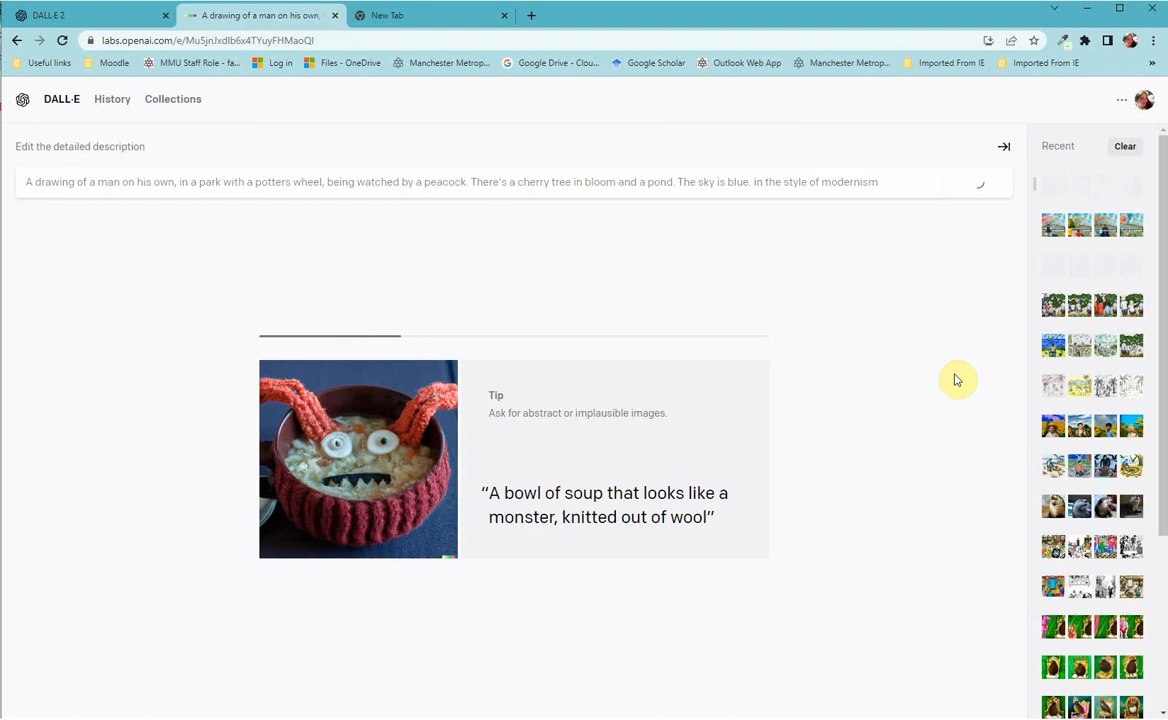 DALL·E 2
A drawing of a man on his own,
New Tab
labs.openai.com/e/Mu5jnJxdIb6x4TYuyFHMaoQl
Useful links
Moodle
MMU Staff Role - fa...
Log in
Files - OneDrive
Manchester Metrop...
Google Drive - Clou...
Google Scholar
Outlook Web App
Manchester Metrop...
Imported From IE
Imported From IE
»
DALL·E
History
Collections
Edit the detailed description
Recent
Clear
A drawing of a man on his own, in a park with a potters wheel, being watched by a peacock. There's a cherry tree in bloom and a pond. The sky is blue. in the style of modernism
Tip
Ask for abstract or implausible images.
“A bowl of soup that looks like a
monster, knitted out of wool”